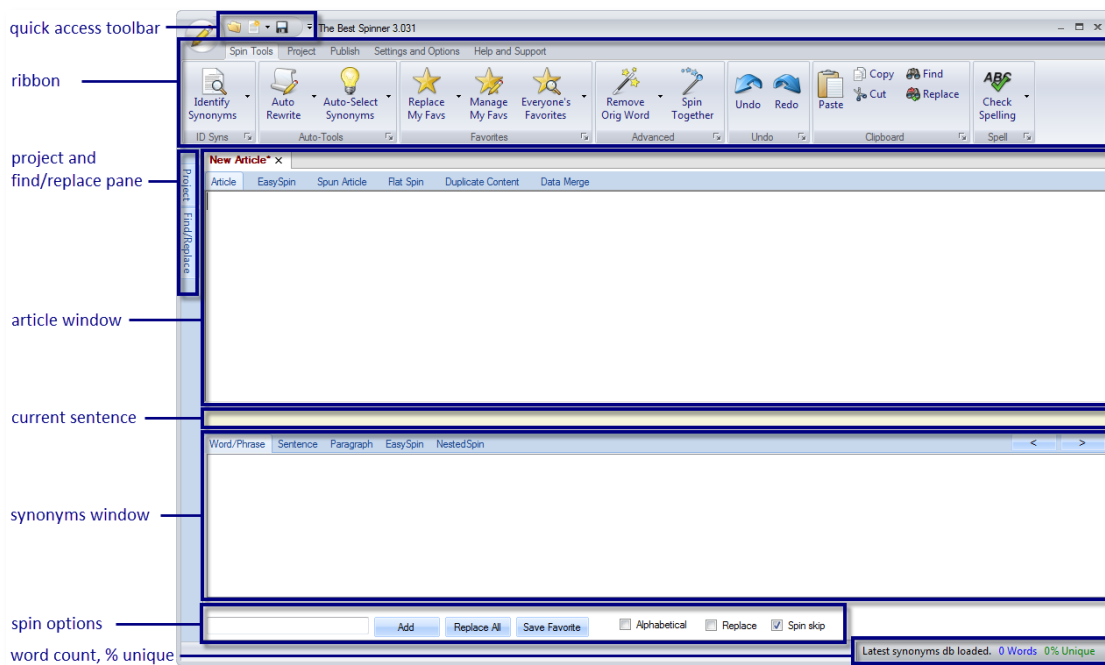 quick access toolbar
The Best Spinner 3.031
Spin Tools Project Publish Settings and Options Help and Support
ribbon
Identify Synonyms
Auto Rewrite
Auto-Select Synonyms
Replace My Favs
Manage My Favs
Everyone's Favorites
Remove Orig Word
Spin Together
Undo Redo
Paste
Copy
Cut
Find
Replace
ABC
Check Spelling
ID Syns Auto-Tools Favorites Advanced Undo Clipboard Spell
project and
find/replace pane
Project
Find/Replace
New Article* X
Article EasySpin Spun Article Flat Spin Duplicate Content Data Merge
article window
current sentence
Word/Phrase Sentence Paragraph EasySpin NestedSpin < >
synonyms window
spin options
Add Replace All Save Favorite Alphabetical Replace Spin skip
word count, % unique
Latest synonyms db loaded. 0 Words 0% Unique